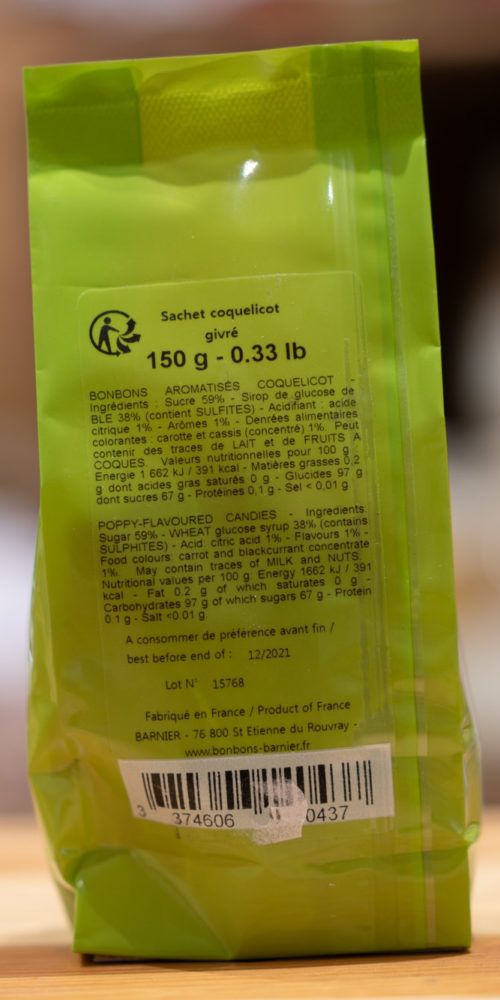 Sachet coquelicot
givré
150 g - 0.33 lb
BONBONS AROMATISÉS COQUELICOT -
Ingrédients : Sucre 59% - Sirop de glucose de
BLE 38% (contient SULFITES) - Acidifiant : acide
citrique 1% - Arômes 1% - Denrées alimentaires
colorantes : carotte et cassis (concentré) 1%. Peut
contenir des traces de LAIT et de FRUITS A
COQUES. Valeurs nutritionnelles pour 100 g :
Energie 1 662 kJ / 391 kcal - Matières grasses 0,2
g dont acides gras saturés 0 g - Glucides 97 g
dont sucres 67 g - Protéines 0,1 g - Sel < 0,01 g
POPPY-FLAVOURED CANDIES - Ingredients.
Sugar 59% - WHEAT glucose syrup 38% (contains
SULPHITES) - Acid: citric acid 1% - Flavours 1% -
Food colours: carrot and blackcurrant concentrate
1%. May contain traces of MILK and NUTS.
Nutritional values per 100 g: Energy 1662 kJ / 391
kcal - Fat 0.2 g of which saturates 0 g -
Carbohydrates 97 g of which sugars 67 g - Protein
0.1 g - Salt <0.01 g.
A consommer de préférence avant fin /
best before end of : 12/2021
Lot N° 15768
Fabriqué en France / Product of France
BARNIER - 76 800 St Etienne du Rouvray -
www.bonbons-barnier.fr
3 374606 0437